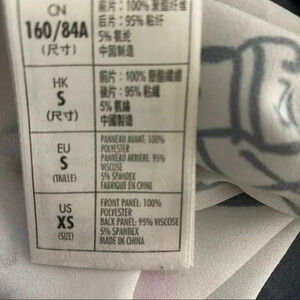 CN
160/84A
(尺寸)
前片：100%聚酯纤维
后片：95%粘纤
5%氨纶
中国制造
HK
S
(尺寸)
前片：100%聚酯纖維
後片：95%粘纖
5%氨綸
中國製造
EU
S
(TAILLE)
PANNEAU AVANT: 100%
POLYESTER
PANNEAU ARRIÈRE: 95%
VISCOSE
5% SPANDEX
FABRIQUE EN CHINE
US
XS
(SIZE)
FRONT PANEL: 100%
POLYESTER
BACK PANEL: 95% VISCOSE
5% SPANDEX
MADE IN CHINA